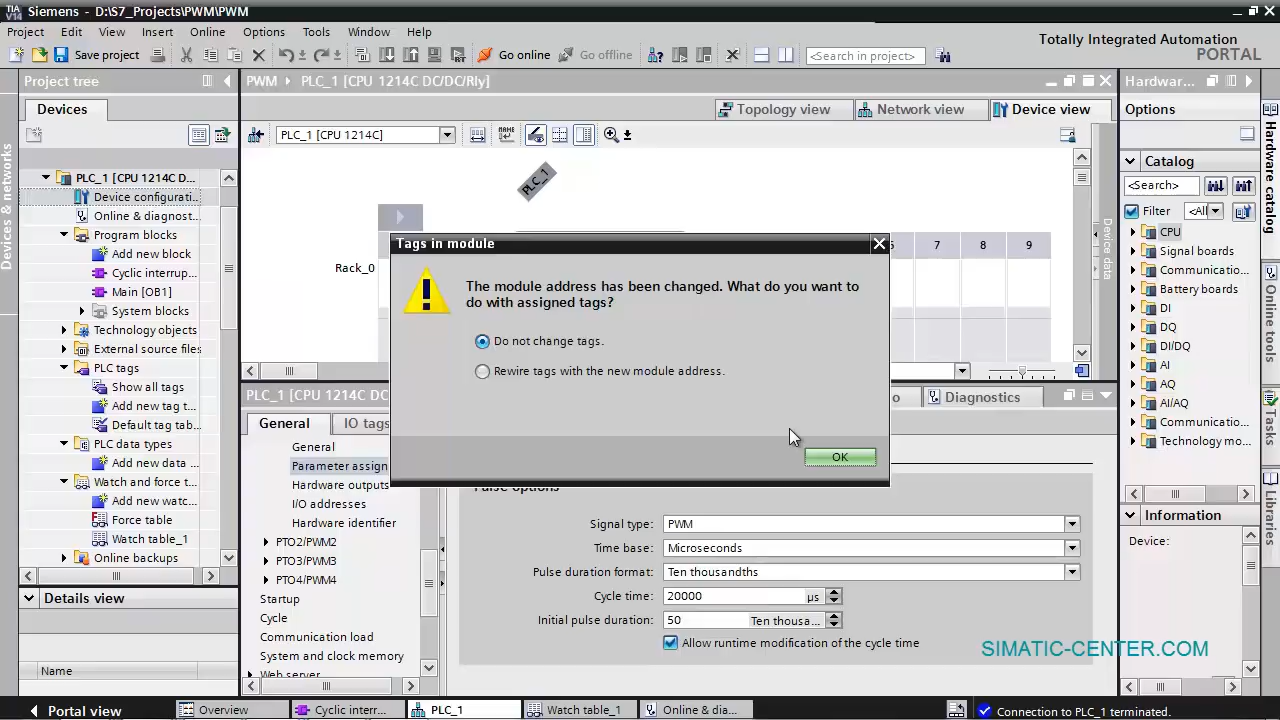 TIA V14 Siemens - D:\S7_Projects\PWM\PWM
Project Edit View Insert Online Options Tools Window Help
Totally Integrated Automation
PORTAL
Save project Go online Go offline <Search in project>
Project tree
PWM PLC_1 [CPU 1214C DC/DC/Rly]
Hardwar...
Devices
Topology view Network view Device view
Options
PLC_1 [CPU 1214C]
PLC_1 [CPU 1214C D...
Device configurati...
Online & diagnost...
Program blocks
Add new block
Cyclic interrup...
Main [OB1]
System blocks
Technology objects
External source files
PLC tags
Show all tags
Add new tag t...
Default tag tab...
PLC data types
Add new data ...
Watch and force t...
Add new watc...
Force table
Watch table_1
Online backups
Details view
Name
Devices & networks
PLC_1
Rack_0
7 8 9
Device data
Tags in module
The module address has been changed. What do you want to
do with assigned tags?
Do not change tags.
Rewire tags with the new module address.
OK
PLC_1 [CPU 1214C DC
Diagnostics
General IO tags
General
Parameter assign
Hardware outputs
I/O addresses
Hardware identifier
PTO2/PWM2
PTO3/PWM3
PTO4/PWM4
Startup
Cycle
Communication load
System and clock memory
Web server
Pulse options
Signal type: PWM
Time base: Microseconds
Pulse duration format: Ten thousandths
Cycle time: 20000 µs
Initial pulse duration: 50 Ten thousa...
Allow runtime modification of the cycle time
Catalog
<Search>
Filter <All
CPU
Signal boards
Communicatio...
Battery boards
DI
DQ
DI/DQ
AI
AQ
AI/AQ
Communicatio...
Technology mo...
Information
Device:
Hardware catalog
Online tools
Tasks
Libraries
SIMATIC-CENTER.COM
Portal view Overview Cyclic interr... PLC_1 Watch table_1 Online & dia... Connection to PLC_1 terminated.